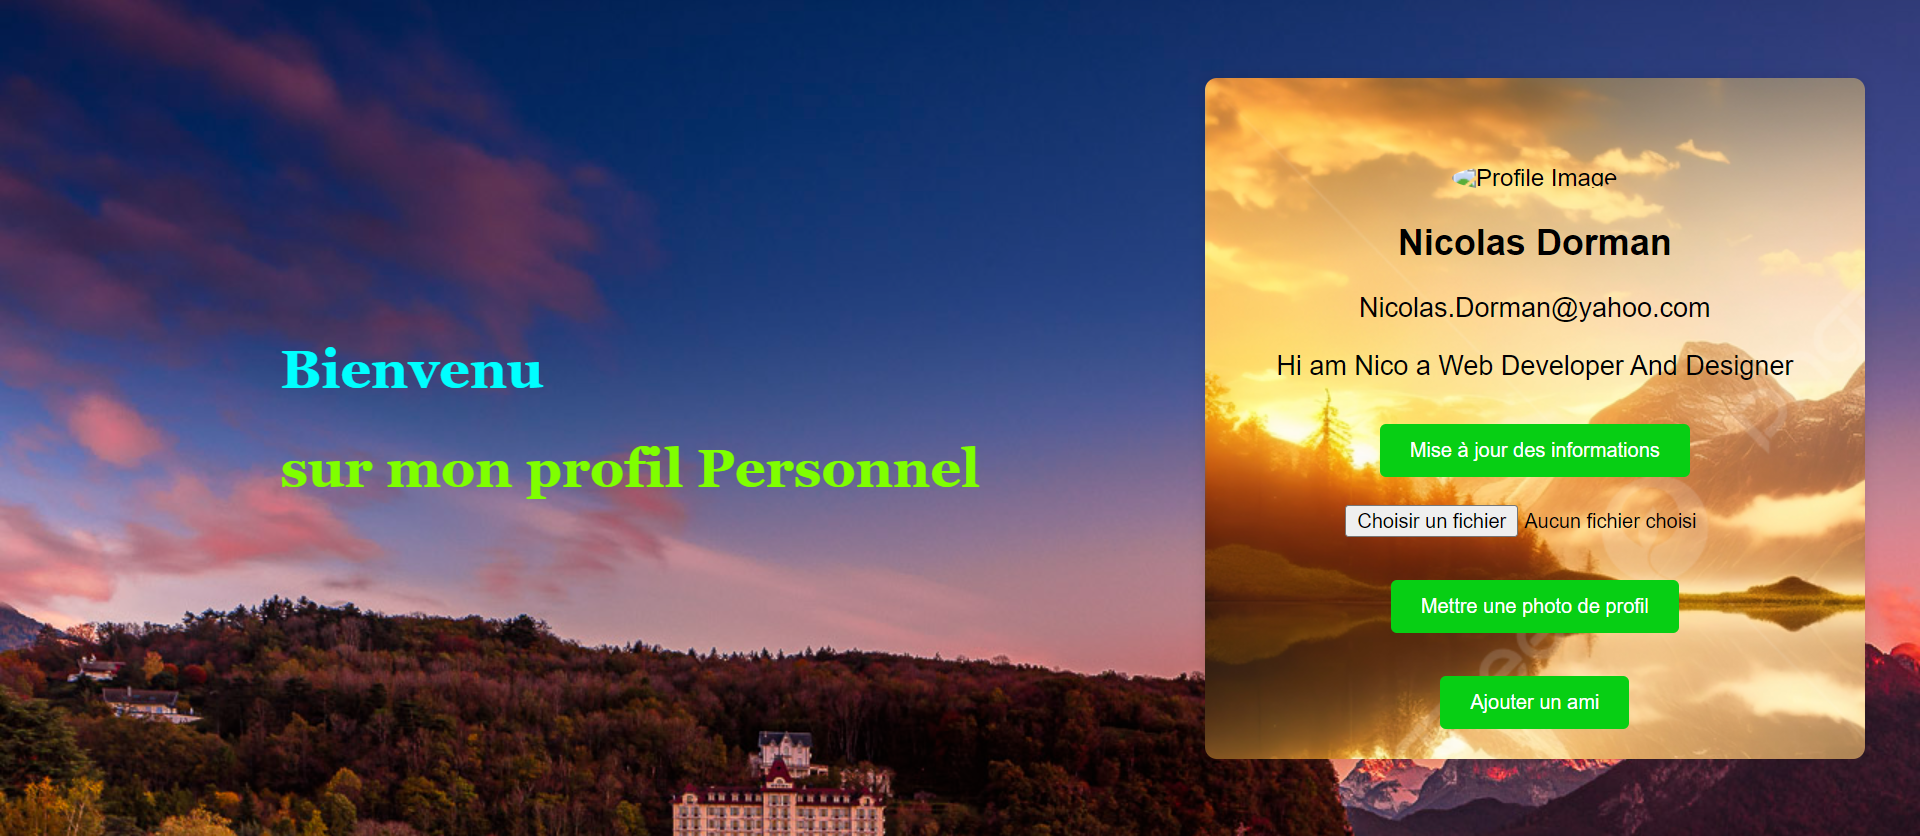 Bienvenu
sur mon profil Personnel
Profile Image
Nicolas Dorman
Nicolas.Dorman@yahoo.com
Hi am Nico a Web Developer And Designer
Mise à jour des informations
Choisir un fichier Aucun fichier choisi
Mettre une photo de profil
Ajouter un ami